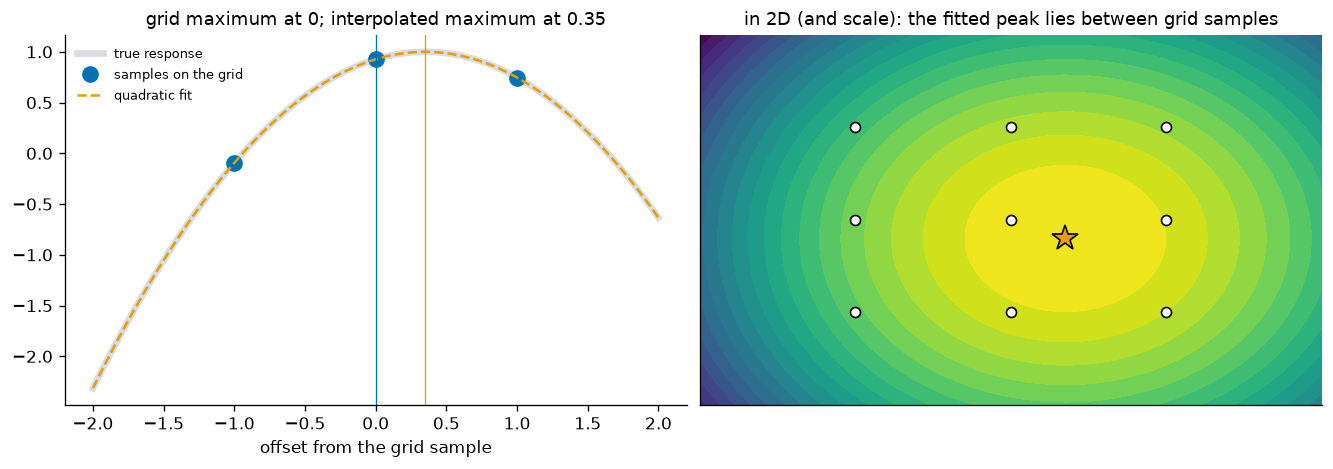 grid maximum at 0; interpolated maximum at 0.35
true response
samples on the grid
quadratic fit
1.0
0.5
0.0
−0.5
−1.0
−1.5
−2.0
−2.0 −1.5 −1.0 −0.5 0.0 0.5 1.0 1.5 2.0
offset from the grid sample
in 2D (and scale): the fitted peak lies between grid samples